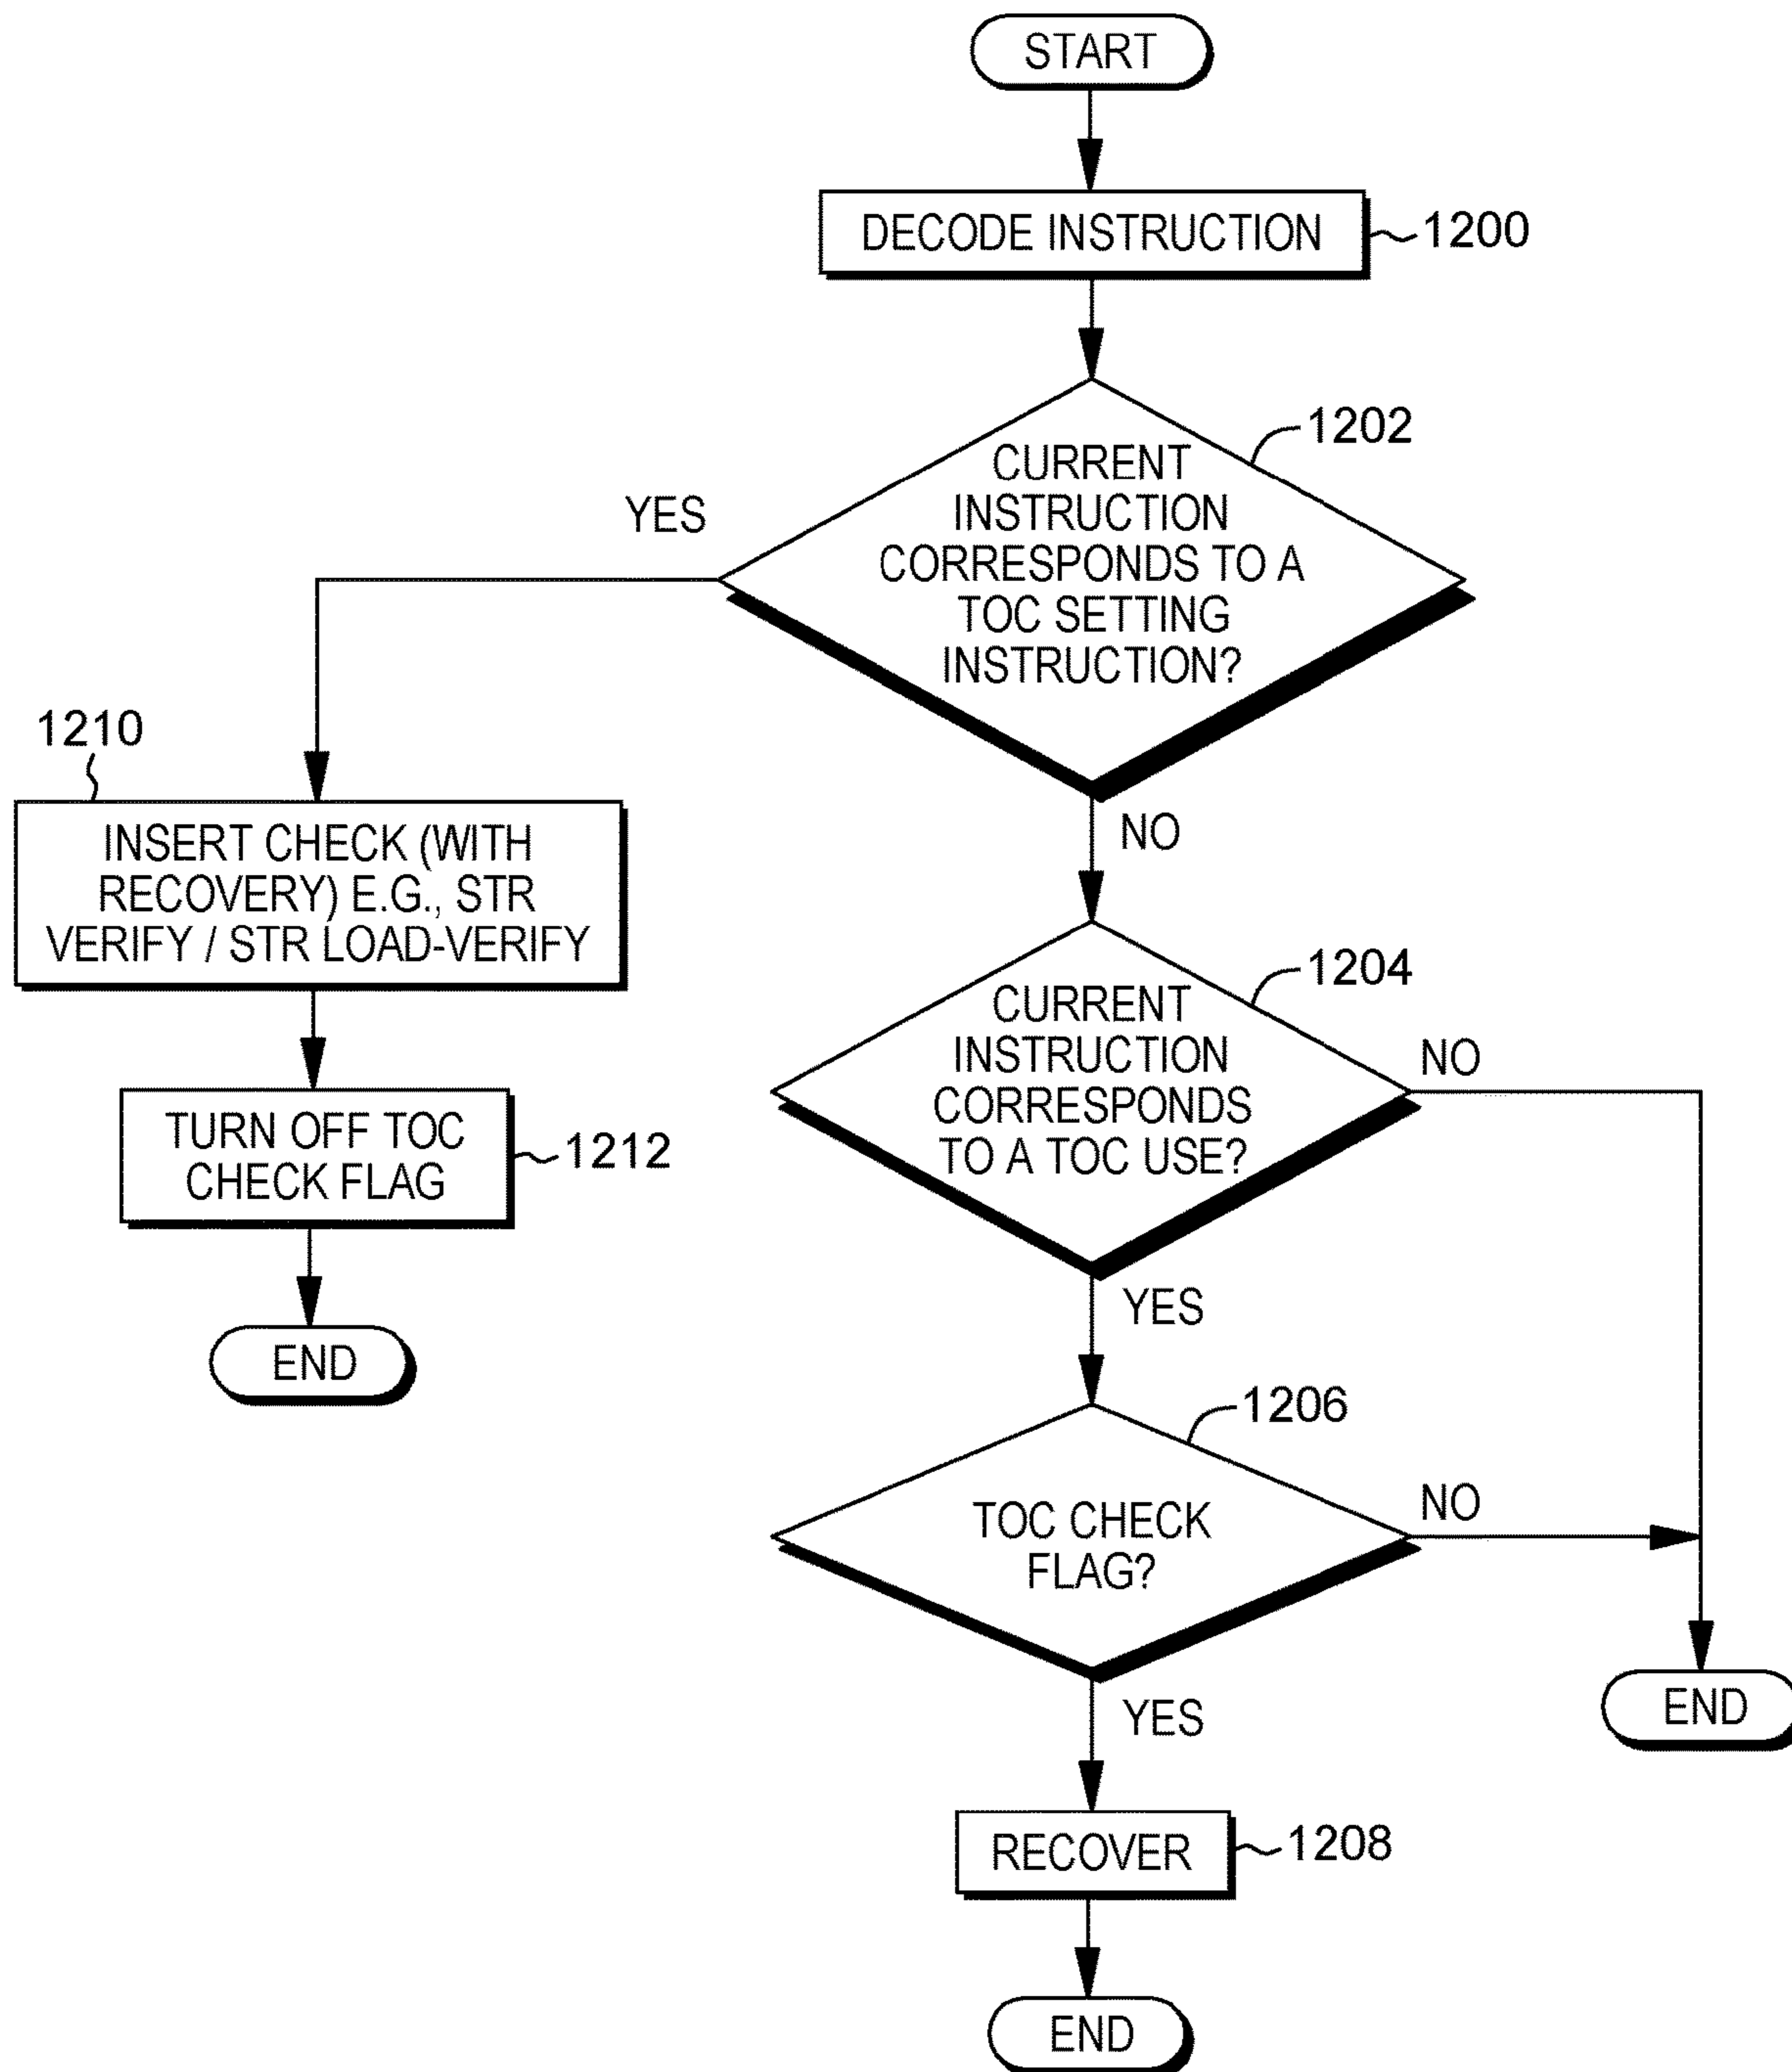 START
DECODE INSTRUCTION
1200
1202
CURRENT
INSTRUCTION
CORRESPONDS TO A
TOC SETTING
INSTRUCTION?
YES
NO
1210
INSERT CHECK (WITH
RECOVERY) E.G., STR
VERIFY / STR LOAD-VERIFY
TURN OFF TOC
CHECK FLAG
1212
END
1204
CURRENT
INSTRUCTION
CORRESPONDS
TO A TOC USE?
NO
YES
1206
TOC CHECK
FLAG?
NO
YES
END
RECOVER
1208
END